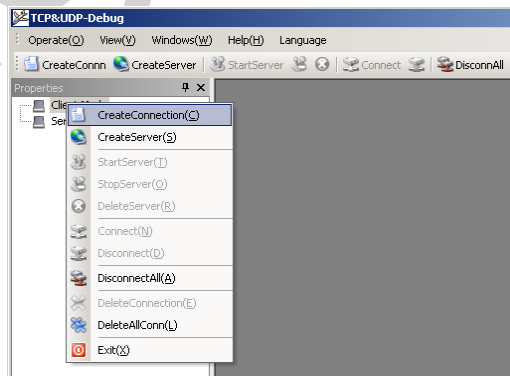 TCP&UDP-Debug
Operate(O) View(V) Windows(W) Help(H) Language
CreateConnn CreateServer StartServer Connect DisconnAll
Properties
CreateConnection(C)
CreateServer(S)
StartServer(T)
StopServer(O)
DeleteServer(R)
Connect(N)
Disconnect(D)
DisconnectAll(A)
DeleteConnection(E)
DeleteAllConn(L)
Exit(X)